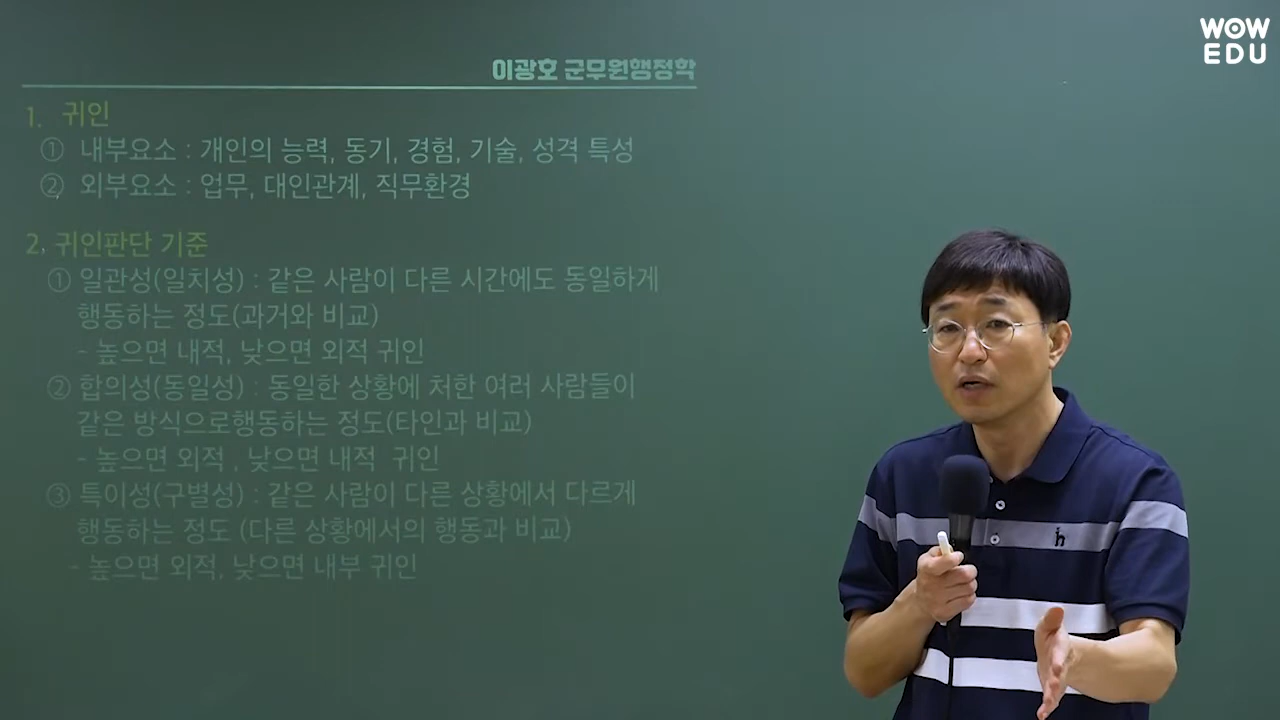 WOW
EDU
이광호 군무원행정학
1. 귀인
① 내부요소 : 개인의 능력, 동기, 경험, 기술, 성격 특성
② 외부요소 : 업무, 대인관계, 직무환경
2. 귀인판단 기준
① 일관성(일치성) : 같은 사람이 다른 시간에도 동일하게
행동하는 정도(과거와 비교)
- 높으면 내적, 낮으면 외적 귀인
② 합의성(동일성) : 동일한 상황에 처한 여러 사람들이
같은 방식으로행동하는 정도(타인과 비교)
- 높으면 외적 , 낮으면 내적 귀인
③ 특이성(구별성) : 같은 사람이 다른 상황에서 다르게
행동하는 정도 (다른 상황에서의 행동과 비교)
- 높으면 외적, 낮으면 내부 귀인